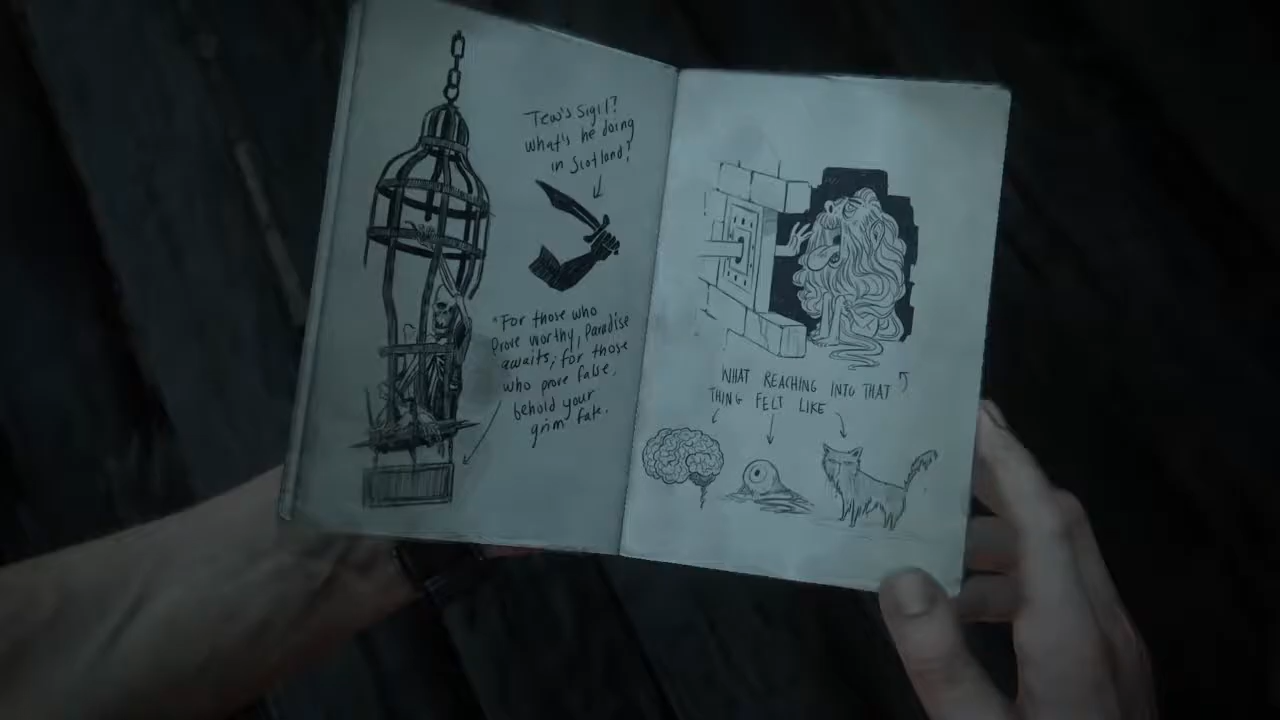 Tew's Sigil?
what's he doing
in Scotland?
"For those who
prove worthy, Paradise
awaits; for those
who prove false,
behold your
grim fate.
WHAT REACHING INTO THAT
THING FELT LIKE